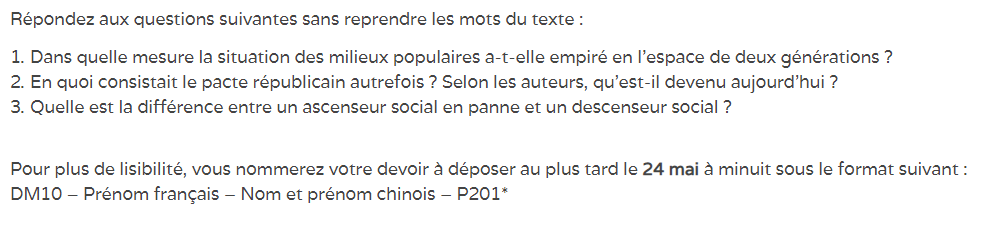 Répondez aux questions suivantes sans reprendre les mots du texte :
1. Dans quelle mesure la situation des milieux populaires a-t-elle empiré en l'espace de deux générations ?
2. En quoi consistait le pacte républicain autrefois ? Selon les auteurs, qu'est-il devenu aujourd'hui ?
3. Quelle est la différence entre un ascenseur social en panne et un descenseur social ?
Pour plus de lisibilité, vous nommerez votre devoir à déposer au plus tard le 24 mai à minuit sous le format suivant :
DM10 – Prénom français – Nom et prénom chinois – P201*